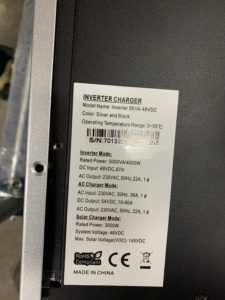 INVERTER CHARGER
Model Name: Inverter 5KVA-48VDC
Color: Silver and Black
Operating Temperature Range: 0~55°C
Inverter Mode:
Rated Power: 5000VA/4000W
DC Input: 48VDC, 87A
AC Output: 230VAC, 50Hz, 22A, 1 ϕ
AC Charger Mode:
AC Input: 230VAC, 50Hz, 38A, 1 ϕ
DC Output: 54VDC, 10-60A
AC Output: 230VAC, 50Hz, 22A, 1 ϕ
Solar Charger Mode:
Rated Power: 3000W
System Voltage: 48VDC
Max. Solar Voltage(VOC): 145VDC
RoHS
Compliant
CE
MADE IN CHINA